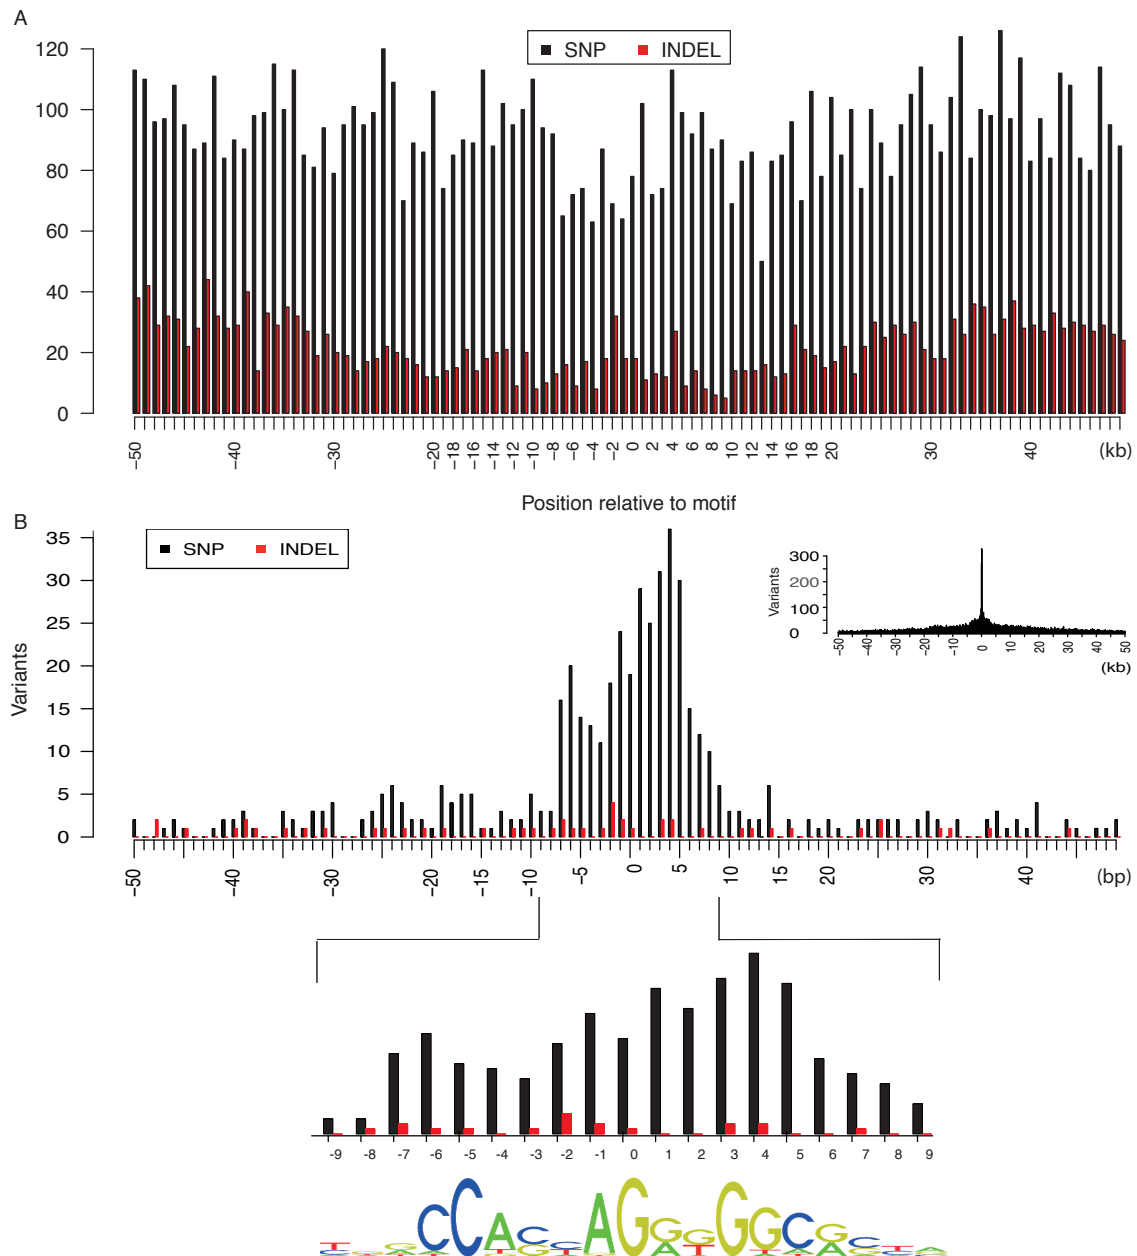 A
SNP INDEL
120
100
80
60
40
20
0
−50 −40 −30 −20 −18 −16 −14 −12 −10 −8 −6 −4 −2 0 2 4 6 8 10 12 14 16 18 20 30 40 (kb)
Position relative to motif
B
SNP INDEL
Variants
35
30
25
20
15
10
5
0
−50 −40 −30 −20 −15 −10 −5 0 5 10 20 30 40 (bp)
Variants
300
200
100
0
−50 −40 −30 −20 −10 0 10 20 30 40 50
(kb)
-9 -8 -7 -6 -5 -4 -3 -2 -1 0 1 2 3 4 5 6 7 8 9
CCACCAGGGGGCGC